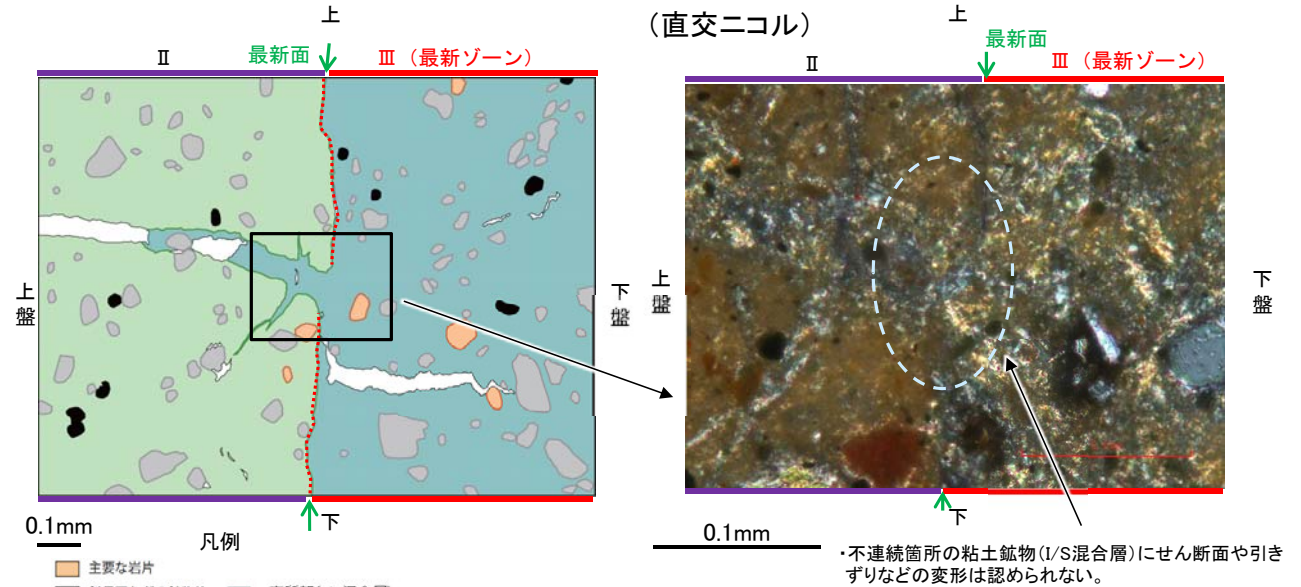 上
Ⅱ
最新面
Ⅲ(最新ゾーン)
上盤
下盤
下
0.1mm
凡例
主要な岩片
(直交ニコル)
上
最新面
Ⅱ
Ⅲ(最新ゾーン)
上盤
下盤
下
0.1mm
・不連続箇所の粘土鉱物(I/S混合層)にせん断面や引き
ずりなどの変形は認められない。